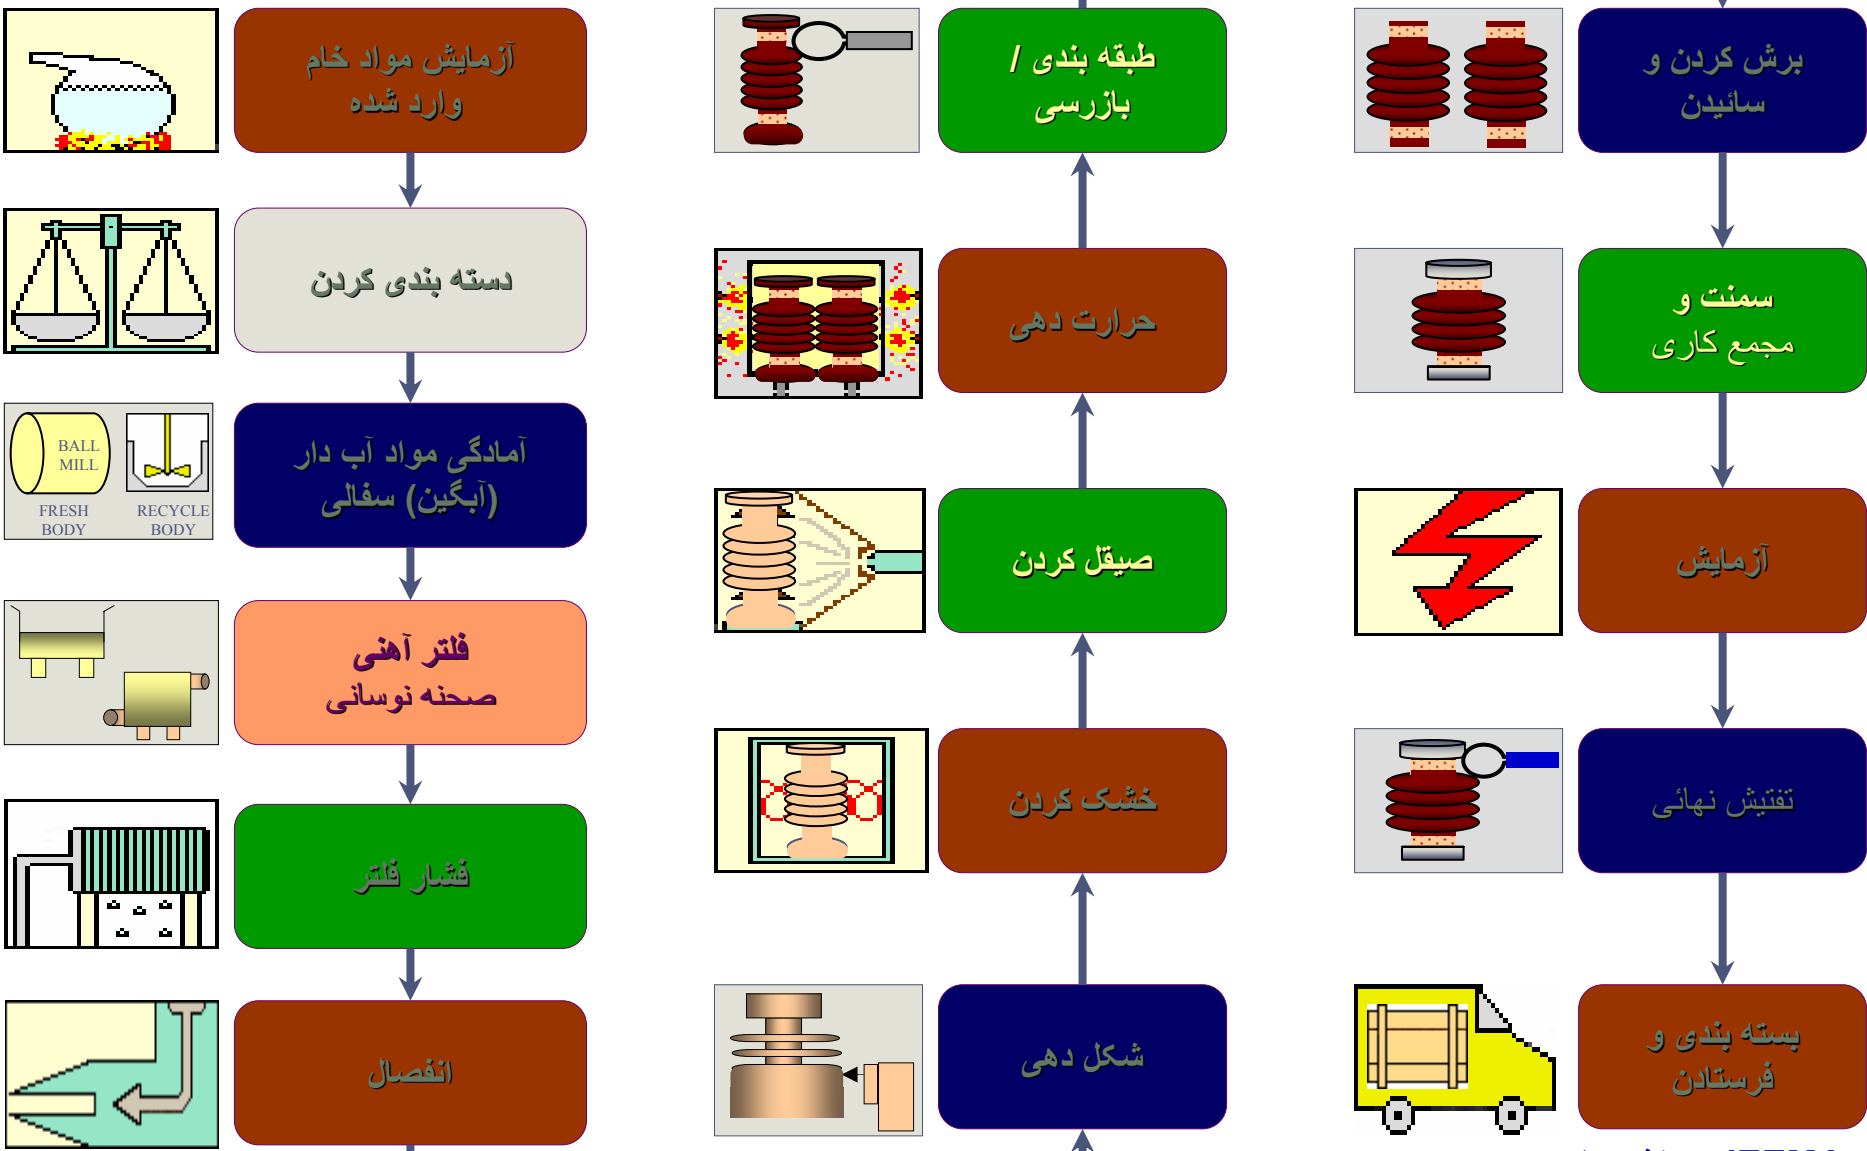 آزمایش مواد خام
وارد شده
دسته بندی کردن
BALL
MILL
FRESH
BODY
RECYCLE
BODY
آمادگی مواد آب دار
(آبگین) سفالی
فلتر آهنی
صحنه نوسانی
فشار فلتر
انفصال
طبقه بندی /
بازرسی
حرارت دهی
صیقل کردن
خشک کردن
شکل دهی
برش کردن و
سائیدن
سمنت و
مجمع کاری
آزمایش
تفتیش نهائی
بسته بندی و
فرستادن